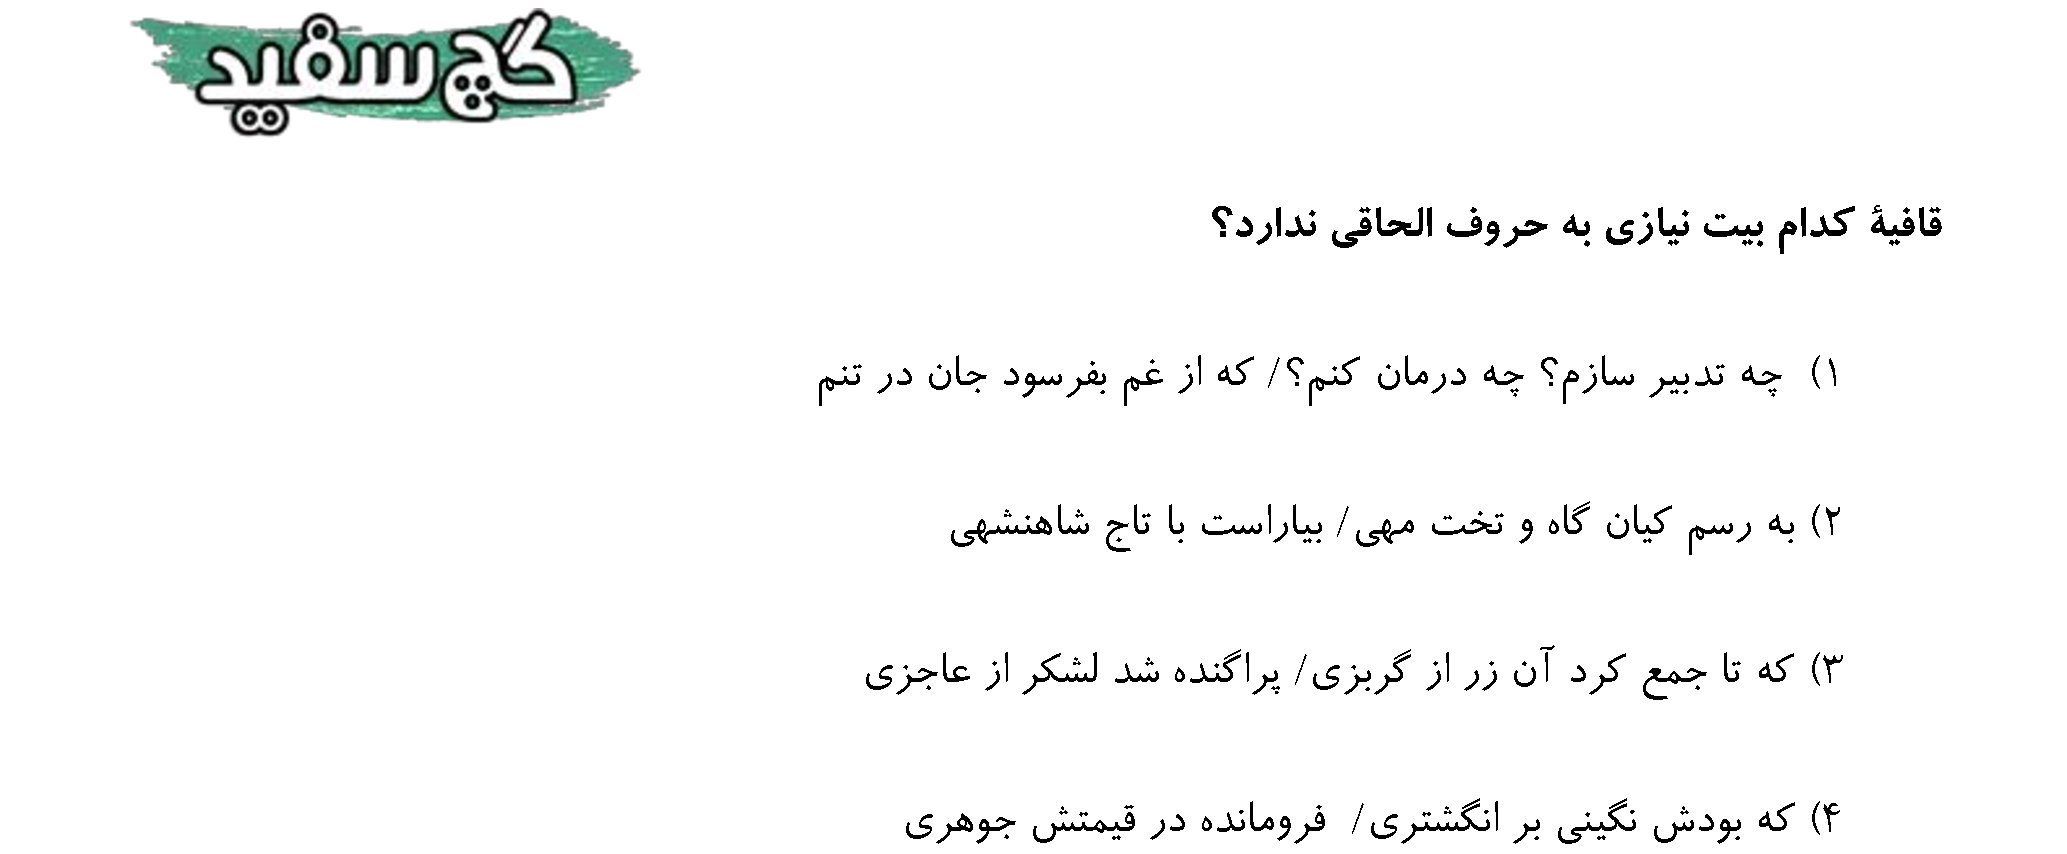 گچ سفید
قافیهٔ کدام بیت نیازی به حروف الحاقی ندارد؟
۱) چه تدبیر سازم؟ چه درمان کنم؟/ که از غم بفرسود جان در تنم
۲) به رسم کیان گاه و تخت مهی/ بیاراست با تاج شاهنشهی
۳) که تا جمع کرد آن زر از گربزی/ پراگنده شد لشکر از عاجزی
۴) که بودش نگینی بر انگشتری/ فرومانده در قیمتش جوهری